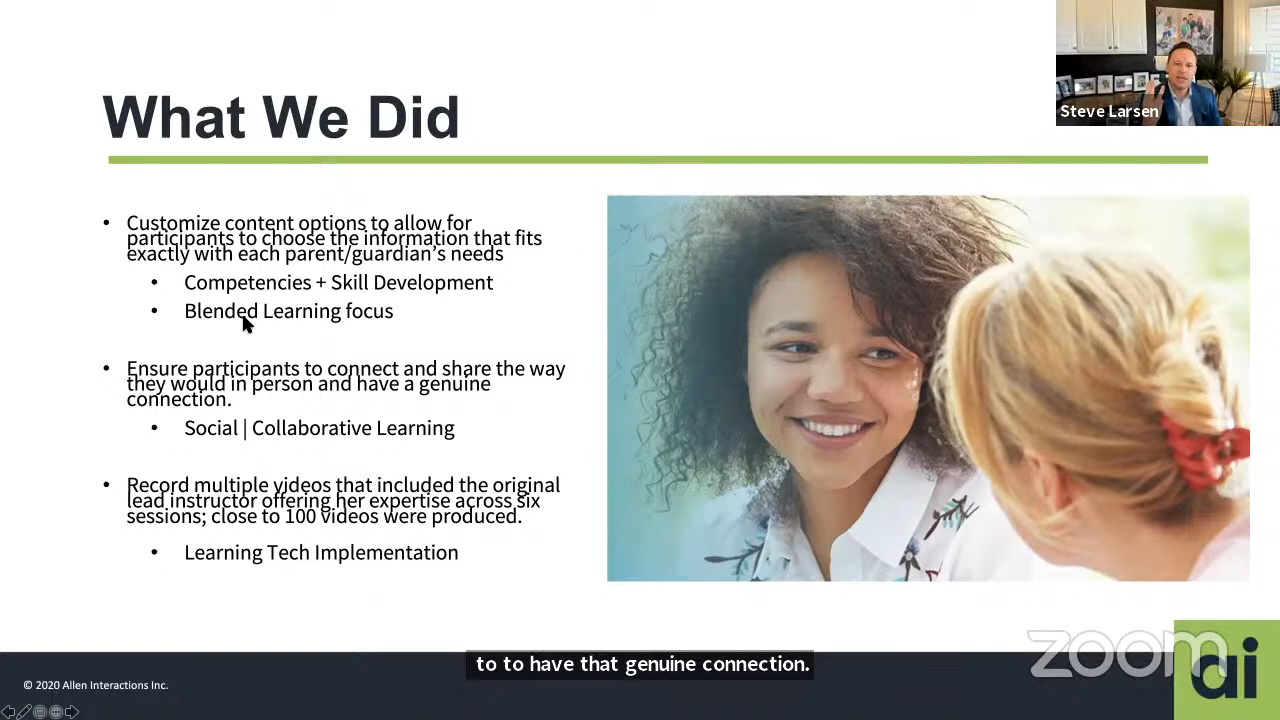 Steve Larsen
What We Did
• Customize content options to allow for
participants to choose the information that fits
exactly with each parent/guardian's needs
• Competencies + Skill Development
• Blended Learning focus
• Ensure participants to connect and share the way
they would in person and have a genuine
connection.
• Social | Collaborative Learning
• Record multiple videos that included the original
lead instructor offering her expertise across six
sessions; close to 100 videos were produced.
• Learning Tech Implementation
to to have that genuine connection.
zoom
ai
© 2020 Allen Interactions Inc.